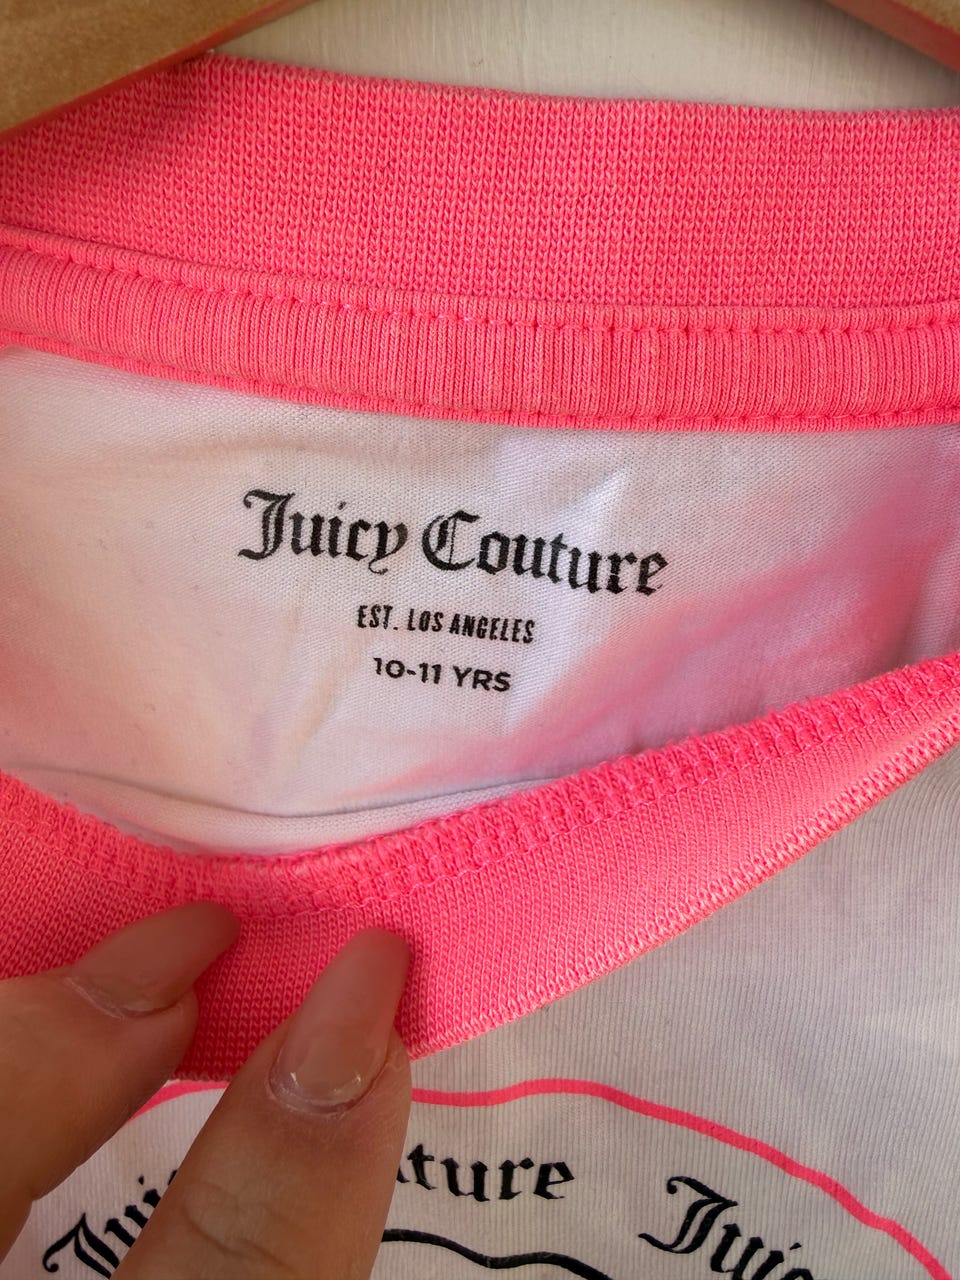 Juicy Couture
EST. LOS ANGELES
10-11 YRS